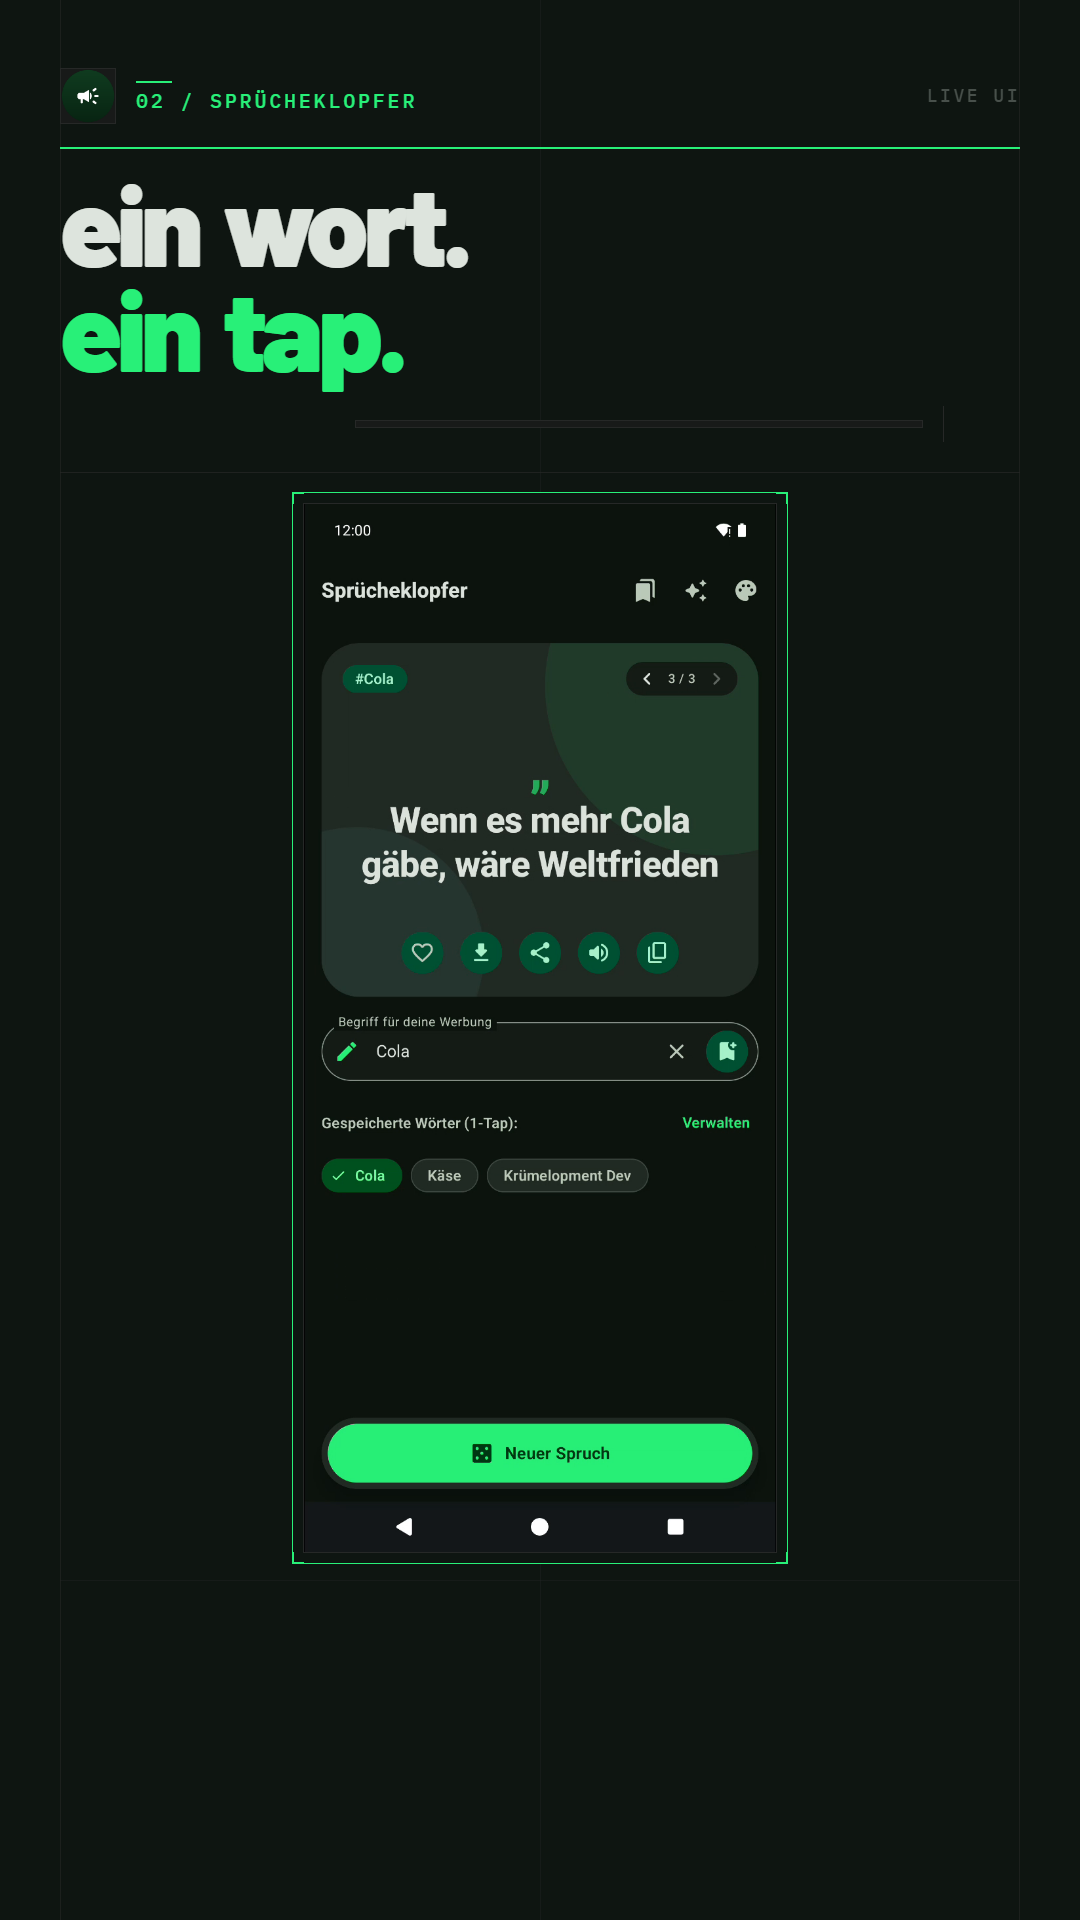 02 / SPRÜCHEKLOPFER
LIVE UI
ein wort.
ein tap.
12:00
Sprücheklopfer
#Cola
3 / 3
”
Wenn es mehr Cola
gäbe, wäre Weltfrieden
Begriff für deine Werbung
Cola
Gespeicherte Wörter (1-Tap):
Verwalten
Cola
Käse
Krümelopment Dev
Neuer Spruch